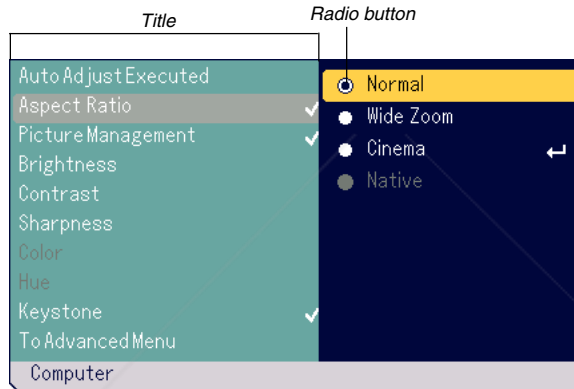 Title
Radio button
Auto Adjust Executed
Aspect Ratio
Picture Management
Brightness
Contrast
Sharpness
Color
Hue
Keystone
To Advanced Menu
Normal
Wide Zoom
Cinema
Native
Computer